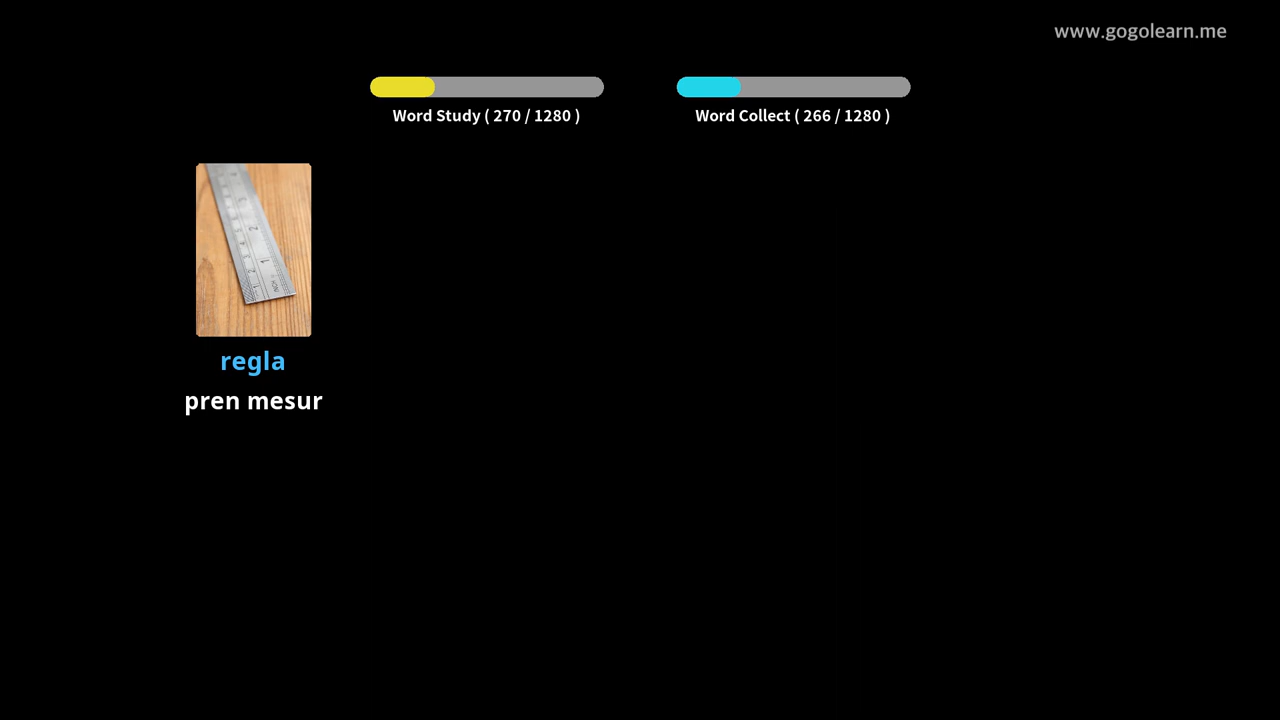 www.gogolearn.me
Word Study ( 270 / 1280 )
Word Collect ( 266 / 1280 )
regla
pren mesur